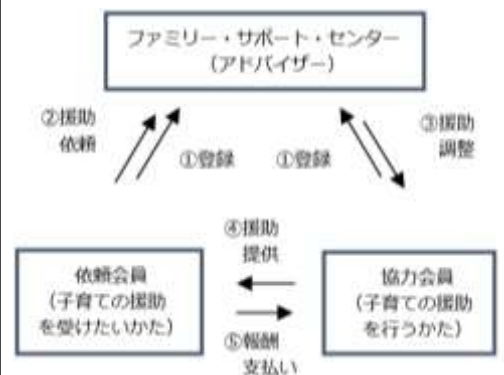 ファミリー・サポート・センター
（アドバイザー）
②援助
依頼
①登録
①登録
③援助
調整
④援助
提供
依頼会員
（子育ての援助
を受けたいかた）
協力会員
（子育ての援助
を行うかた）
⑤報酬
支払い